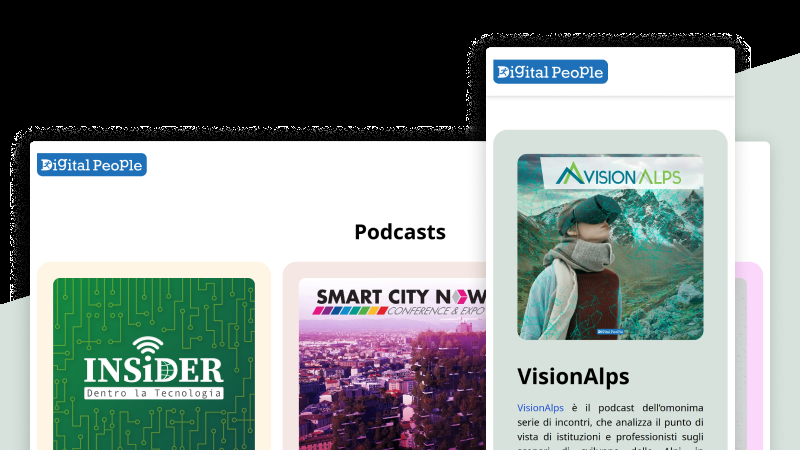 Digital People
Podcasts
INSiDER
Dentro la Tecnologia
SMART CITY NOW
CONFERENCE & EXPO
Digital People
VISIONALPS
VisionAlps
VisionAlps è il podcast dell'omonima
serie di incontri, che analizza il punto di
vista di istituzioni e professionisti sugli